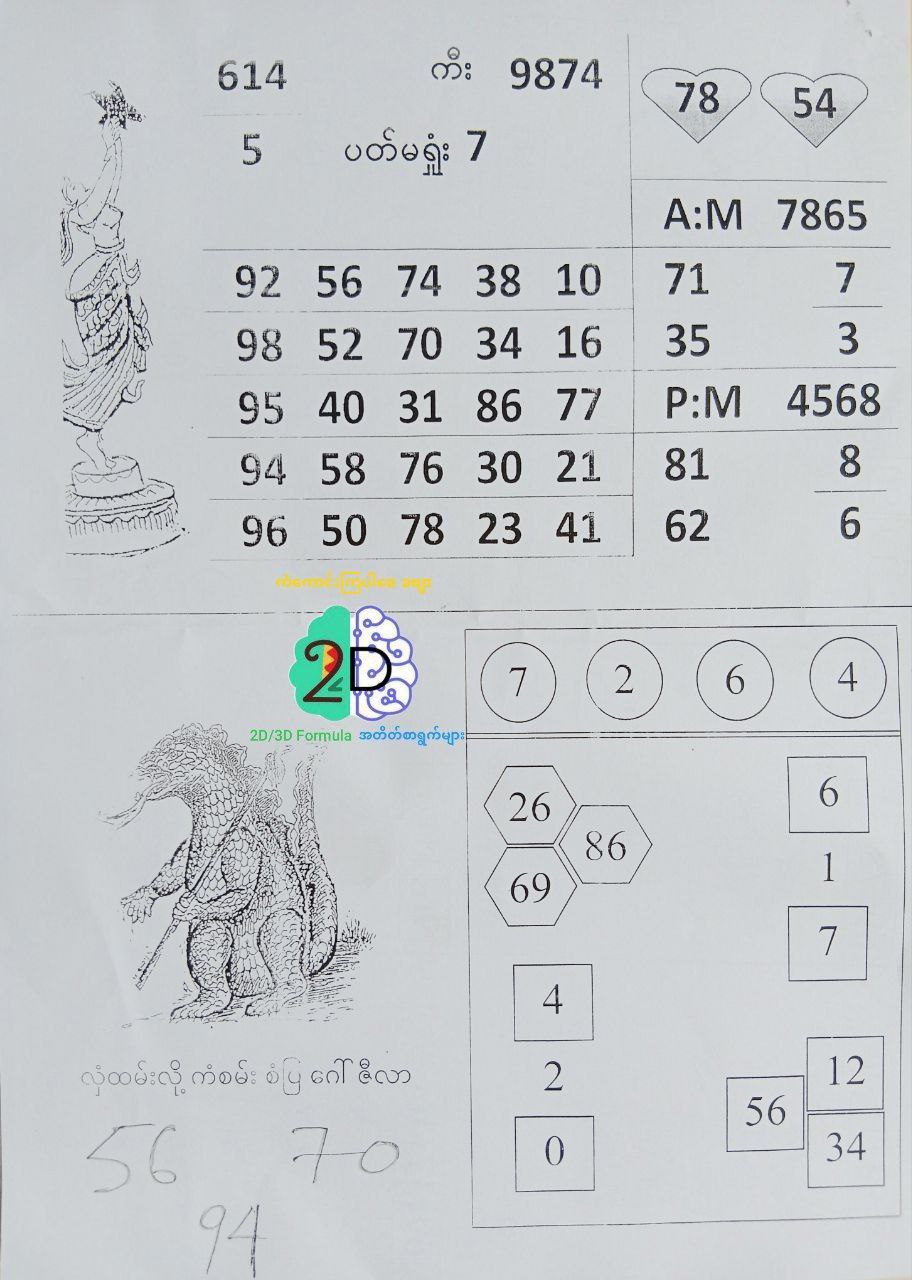 614 ကီး 9874
5 ပတ်မရှုံး 7
78 54
A:M 7865
92 56 74 38 10 71 7
98 52 70 34 16 35 3
95 40 31 86 77 P:M 4568
94 58 76 30 21 81 8
96 50 78 23 41 62 6
ကံကောင်းကြပါစေ ခဗျာ
2D
2D/3D Formula အတိတ်စာရွက်များ
7 2 6 4
26
86
69
6
1
7
4
2
0
12
56
34
လှံထမ်းလို့ ကံစမ်း စံပြ ဂေါ် ဇီလာ
56 70
94